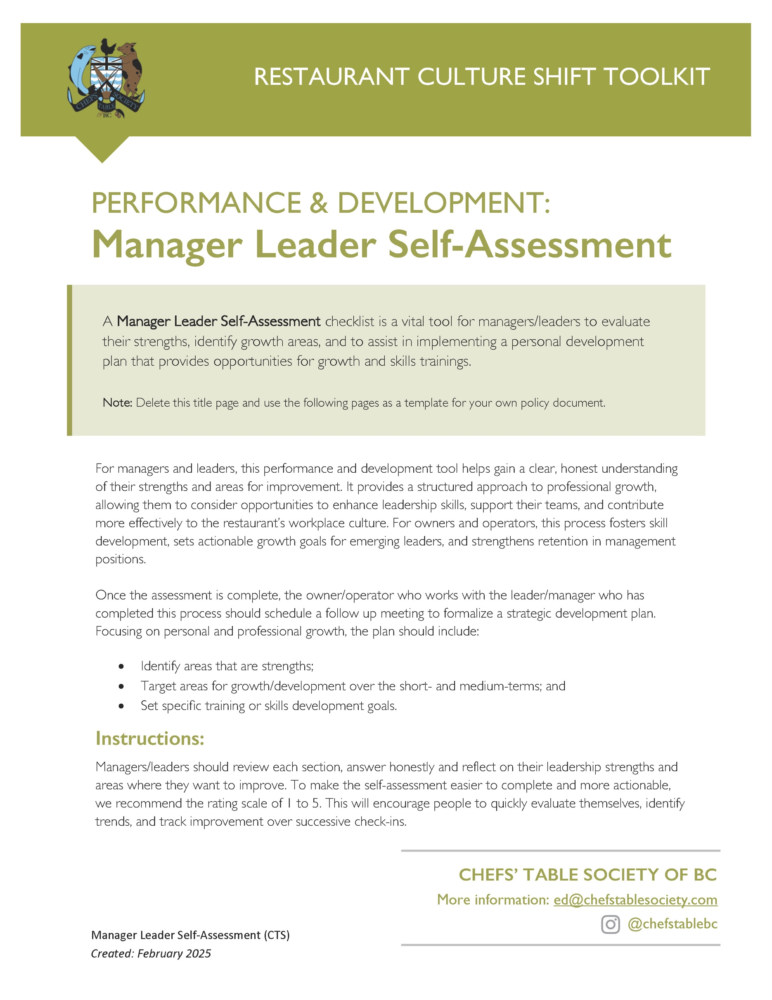 CHEFS' TABLE SOCIETY
of BC
RESTAURANT CULTURE SHIFT TOOLKIT
PERFORMANCE & DEVELOPMENT:
Manager Leader Self-Assessment
A Manager Leader Self-Assessment checklist is a vital tool for managers/leaders to evaluate
their strengths, identify growth areas, and to assist in implementing a personal development
plan that provides opportunities for growth and skills trainings.
Note: Delete this title page and use the following pages as a template for your own policy document.
For managers and leaders, this performance and development tool helps gain a clear, honest understanding
of their strengths and areas for improvement. It provides a structured approach to professional growth,
allowing them to consider opportunities to enhance leadership skills, support their teams, and contribute
more effectively to the restaurant’s workplace culture. For owners and operators, this process fosters skill
development, sets actionable growth goals for emerging leaders, and strengthens retention in management
positions.
Once the assessment is complete, the owner/operator who works with the leader/manager who has
completed this process should schedule a follow up meeting to formalize a strategic development plan.
Focusing on personal and professional growth, the plan should include:
• Identify areas that are strengths;
• Target areas for growth/development over the short- and medium-terms; and
• Set specific training or skills development goals.
Instructions:
Managers/leaders should review each section, answer honestly and reflect on their leadership strengths and
areas where they want to improve. To make the self-assessment easier to complete and more actionable,
we recommend the rating scale of 1 to 5. This will encourage people to quickly evaluate themselves, identify
trends, and track improvement over successive check-ins.
CHEFS’ TABLE SOCIETY OF BC
More information: ed@chefstablesociety.com
@chefstablebc
Manager Leader Self-Assessment (CTS)
Created: February 2025